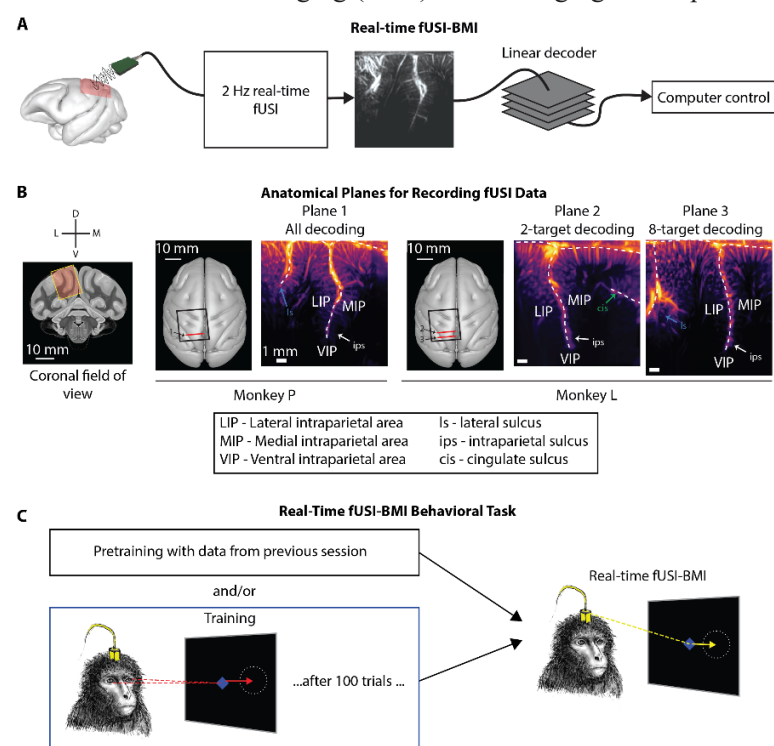 A
Real-time fUSI-BMI
2 Hz real-time
fUSI
Linear decoder
Computer control
B
Anatomical Planes for Recording fUSI Data
D
L
M
V
10 mm
Coronal field of
view
10 mm
1
Plane 1
All decoding
ls
LIP
MIP
ips
VIP
1 mm
Monkey P
10 mm
2
3
Plane 2
2-target decoding
LIP
MIP
cis
ips
VIP
Plane 3
8-target decoding
ls
LIP
MIP
ips
VIP
Monkey L
LIP - Lateral intraparietal area
ls - lateral sulcus
MIP - Medial intraparietal area
ips - intraparietal sulcus
VIP - Ventral intraparietal area
cis - cingulate sulcus
C
Real-Time fUSI-BMI Behavioral Task
Pretraining with data from previous session
and/or
Training
...after 100 trials ...
Real-time fUSI-BMI